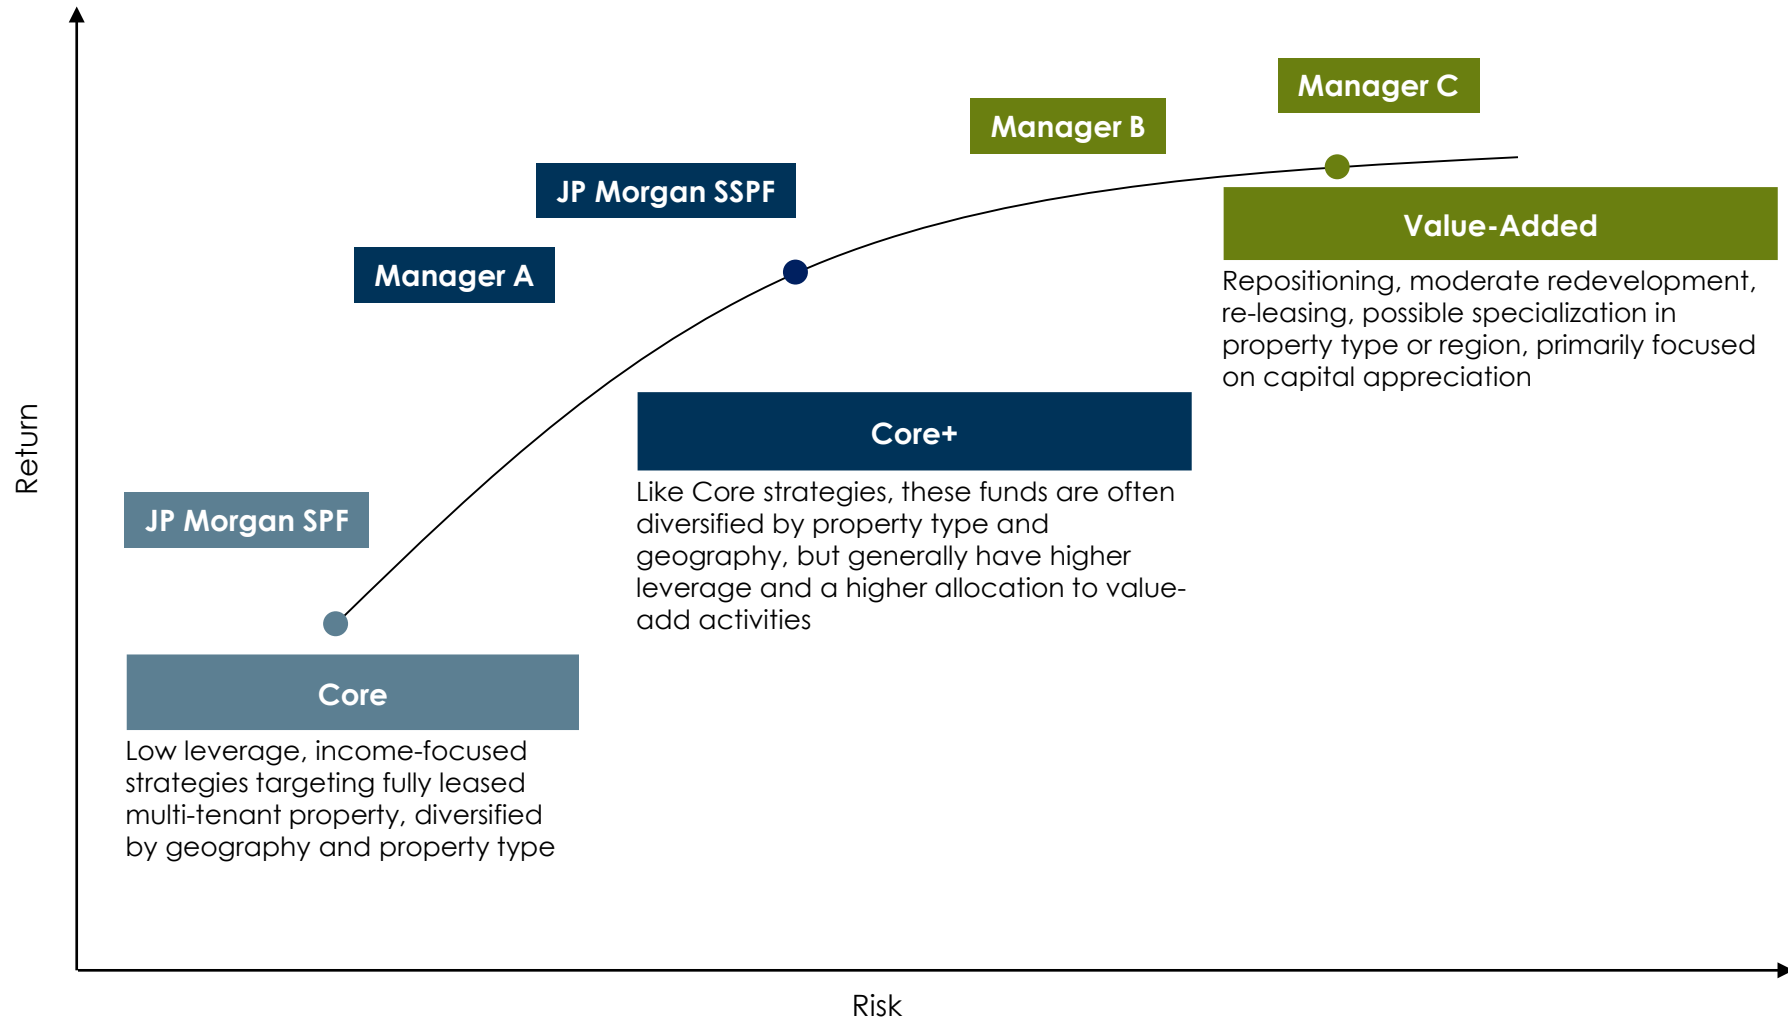 Manager C
Manager B
JP Morgan SSPF
Manager A
JP Morgan SPF
Value-Added
Repositioning, moderate redevelopment,
re-leasing, possible specialization in
property type or region, primarily focused
on capital appreciation
Core+
Like Core strategies, these funds are often
diversified by property type and
geography, but generally have higher
leverage and a higher allocation to value-
add activities
Core
Low leverage, income-focused
strategies targeting fully leased
multi-tenant property, diversified
by geography and property type
Return
Risk